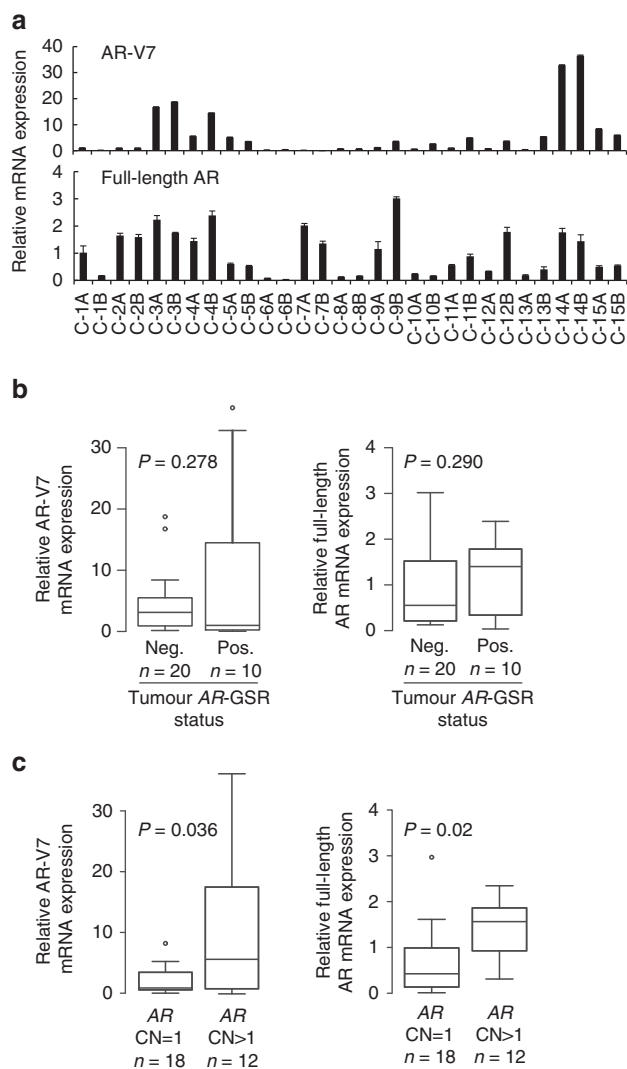 a
AR-V7
Relative mRNA expression
40
30
20
10
0
Full-length AR
3
2
1
0
C-1A
C-1B
C-2A
C-2B
C-3A
C-3B
C-4A
C-4B
C-5A
C-5B
C-6A
C-6B
C-7A
C-7B
C-8A
C-8B
C-9A
C-9B
C-10A
C-10B
C-11A
C-11B
C-12A
C-12B
C-13A
C-13B
C-14A
C-14B
C-15A
C-15B
b
Relative AR-V7
mRNA expression
30
20
10
0
P = 0.278
Neg. Pos.
n = 20 n = 10
Tumour AR-GSR
status
Relative full-length
AR mRNA expression
4
3
2
1
0
P = 0.290
Neg. Pos.
n = 20 n = 10
Tumour AR-GSR
status
c
Relative AR-V7
mRNA expression
30
20
10
0
P = 0.036
AR AR
CN=1 CN>1
n = 18 n = 12
Relative full-length
AR mRNA expression
4
3
2
1
0
P = 0.02
AR AR
CN=1 CN>1
n = 18 n = 12